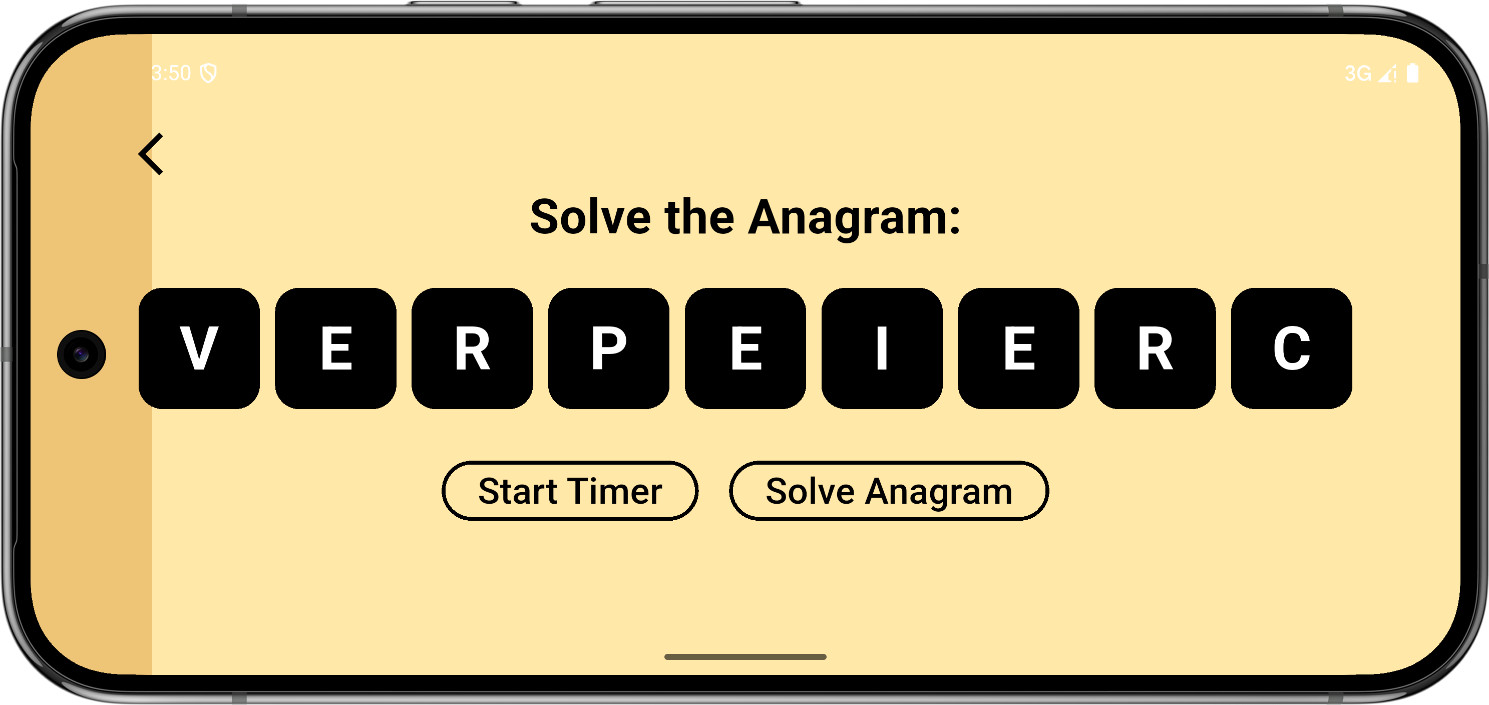 3:50
3G
Solve the Anagram:
V E R P E I E R C
Start Timer Solve Anagram